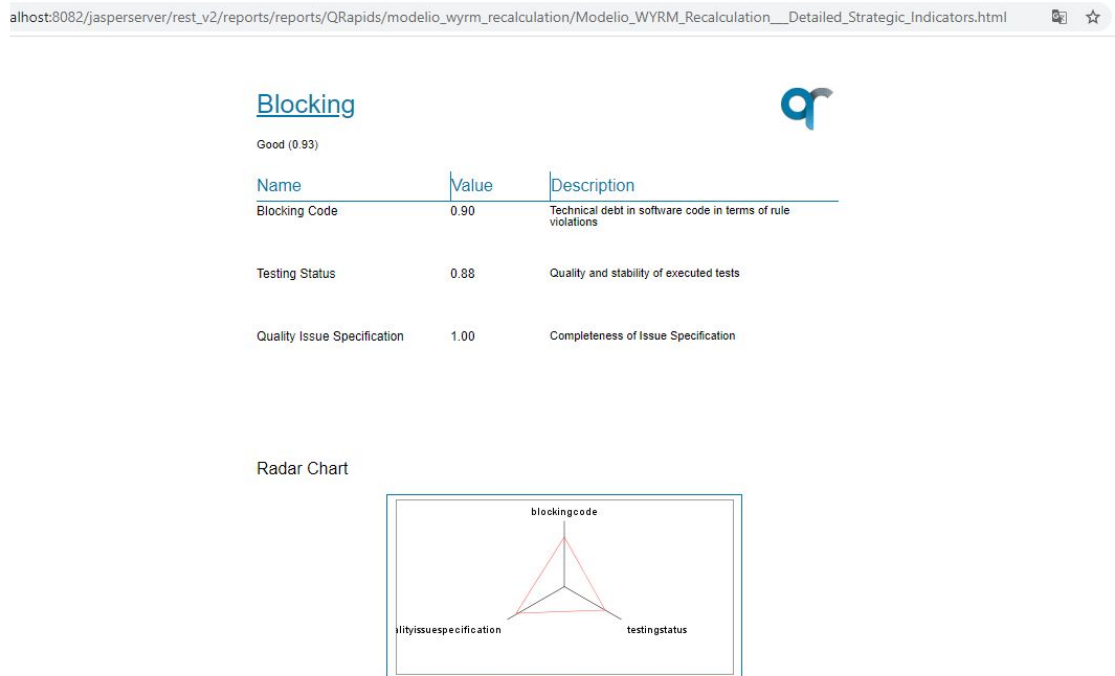 alhost:8082/jasperserver/rest_v2/reports/reports/QRapids/modelio_wyrm_recalculation/Modelio_WYRM_Recalculation__Detailed_Strategic_Indicators.html
Blocking
qr
Good (0.93)
Name Value Description
Blocking Code 0.90 Technical debt in software code in terms of rule
violations
Testing Status 0.88 Quality and stability of executed tests
Quality Issue Specification 1.00 Completeness of Issue Specification
Radar Chart
blockingcode
alityissuespecification testingstatus